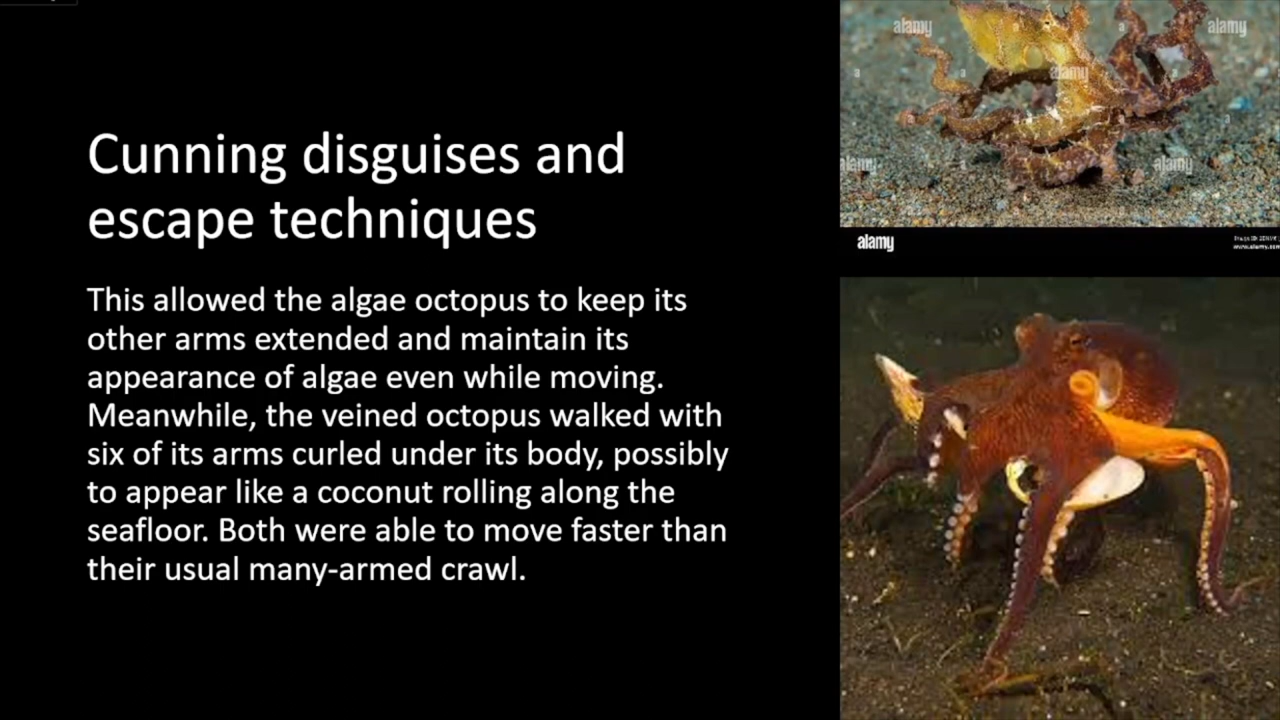 Cunning disguises and
escape techniques
This allowed the algae octopus to keep its
other arms extended and maintain its
appearance of algae even while moving.
Meanwhile, the veined octopus walked with
six of its arms curled under its body, possibly
to appear like a coconut rolling along the
seafloor. Both were able to move faster than
their usual many-armed crawl.
alamy
alamy
a
a
a
alamy
a
a
a
alamy
a
alamy
alamy
www.alamy.com